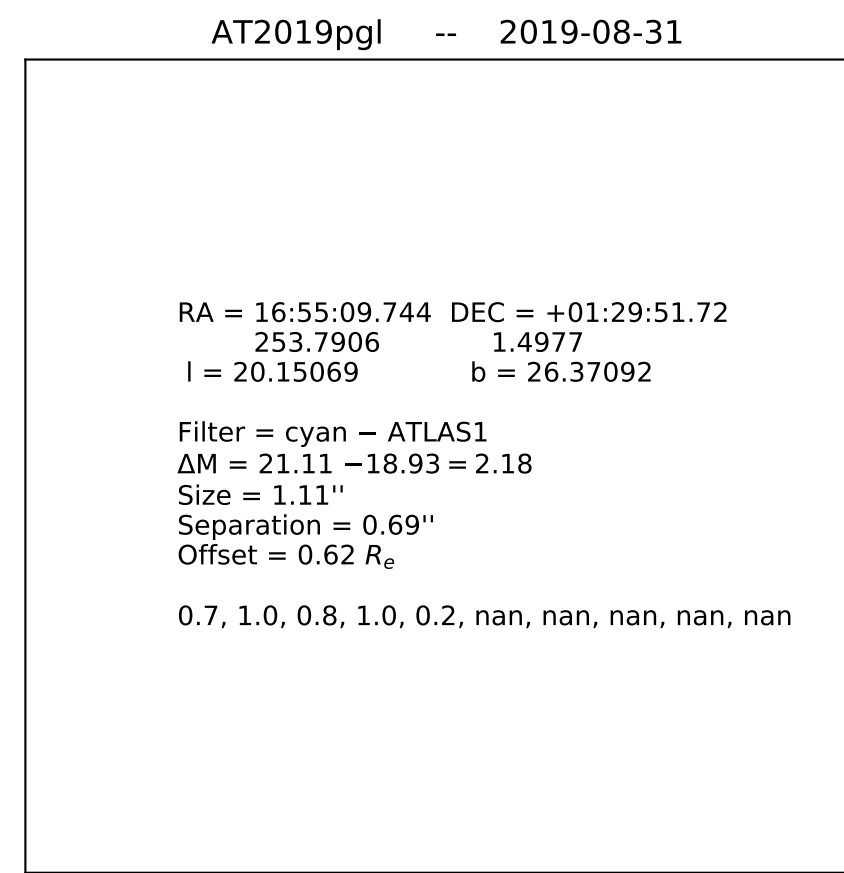 AT2019pgl -- 2019-08-31
RA = 16:55:09.744 DEC = +01:29:51.72
253.7906 1.4977
l = 20.15069 b = 26.37092
Filter = cyan − ATLAS1
ΔM = 21.11 −18.93 = 2.18
Size = 1.11''
Separation = 0.69''
Offset = 0.62 Rₑ
0.7, 1.0, 0.8, 1.0, 0.2, nan, nan, nan, nan, nan